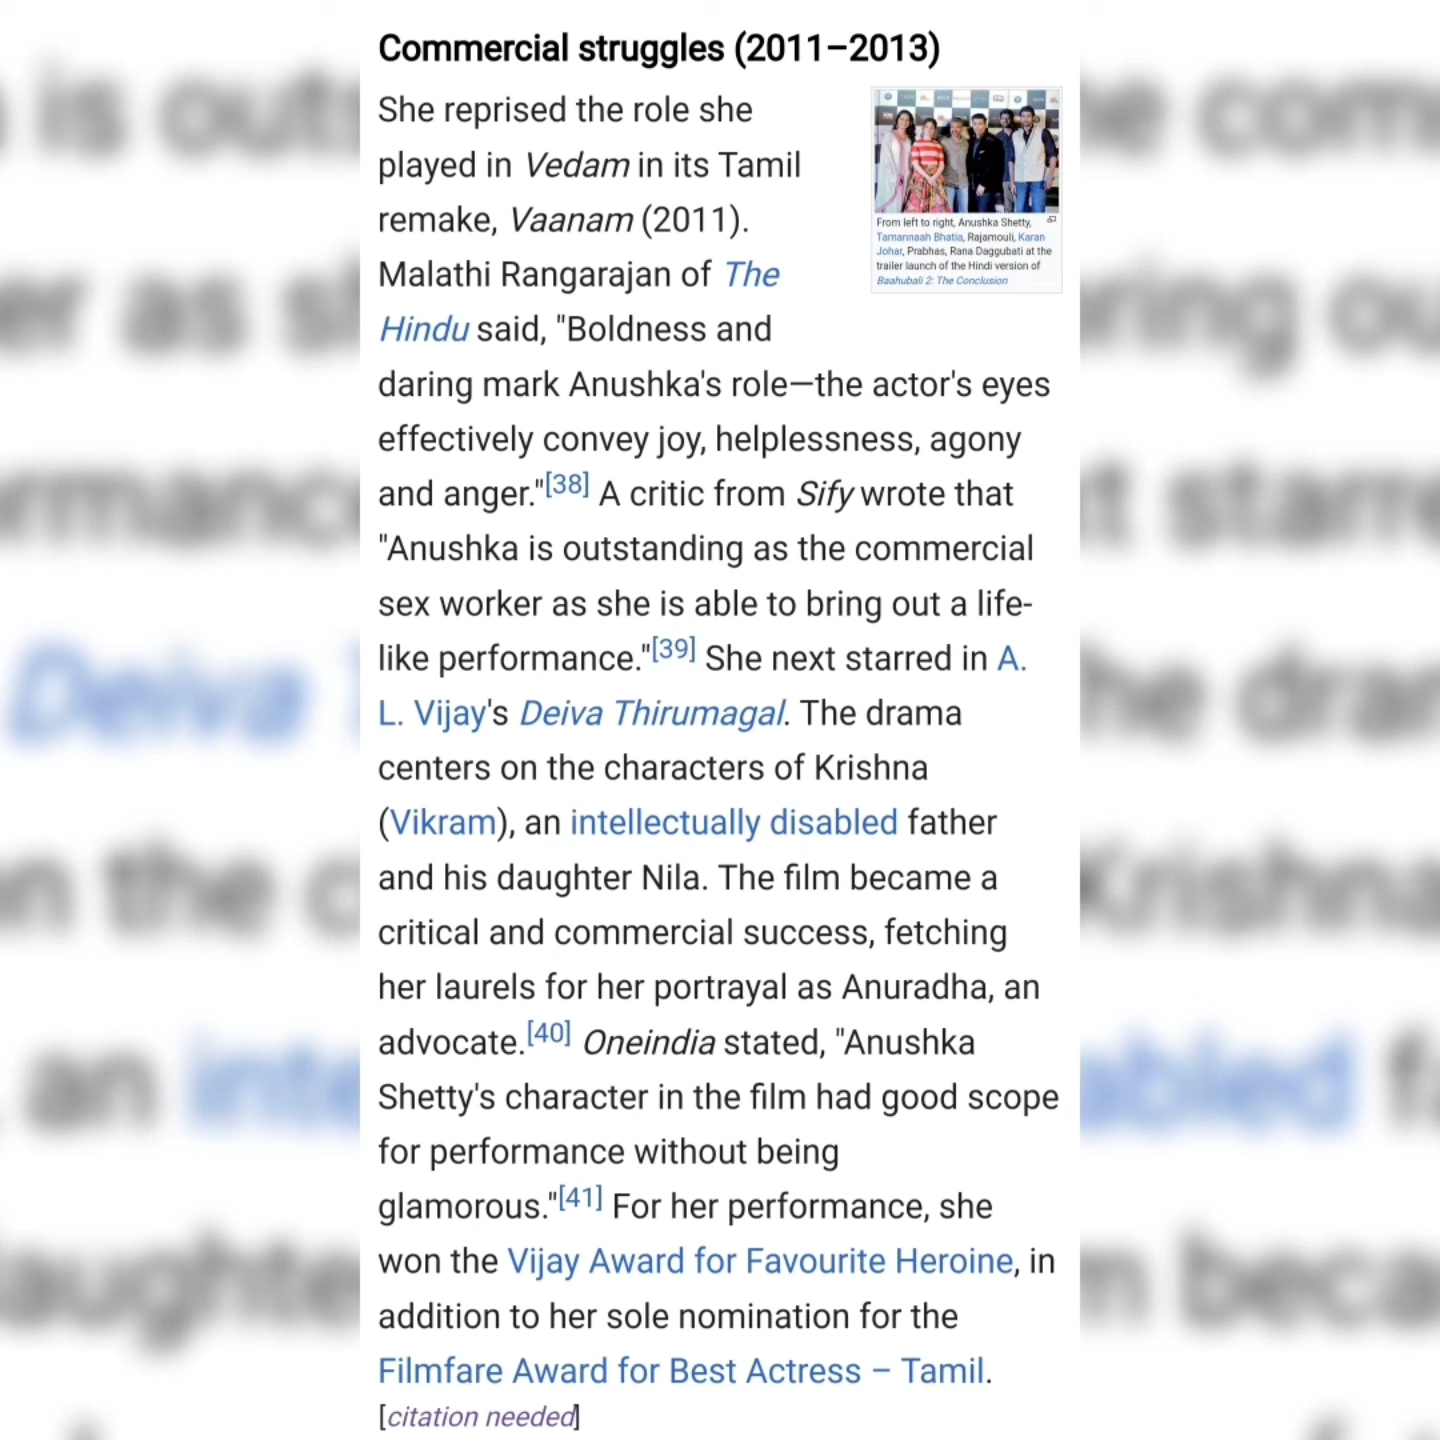 Commercial struggles (2011–2013)
She reprised the role she
played in Vedam in its Tamil
remake, Vaanam (2011).
Malathi Rangarajan of The
Hindu said, "Boldness and
daring mark Anushka's role—the actor's eyes
effectively convey joy, helplessness, agony
and anger."[38] A critic from Sify wrote that
"Anushka is outstanding as the commercial
sex worker as she is able to bring out a life-
like performance."[39] She next starred in A.
L. Vijay's Deiva Thirumagal. The drama
centers on the characters of Krishna
(Vikram), an intellectually disabled father
and his daughter Nila. The film became a
critical and commercial success, fetching
her laurels for her portrayal as Anuradha, an
advocate.[40] Oneindia stated, "Anushka
Shetty's character in the film had good scope
for performance without being
glamorous."[41] For her performance, she
won the Vijay Award for Favourite Heroine, in
addition to her sole nomination for the
Filmfare Award for Best Actress – Tamil.
[citation needed]
From left to right, Anushka Shetty,
Tamannaah Bhatia, Rajamouli, Karan
Johar, Prabhas, Rana Daggubati at the
trailer launch of the Hindi version of
Baahubali 2: The Conclusion